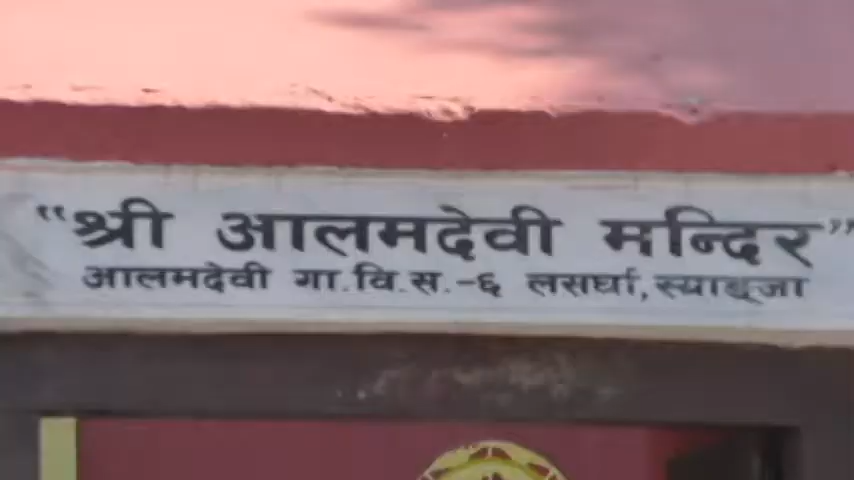 “श्री आलमदेवी मन्दिर”
आलमदेवी गा.वि.स.-६ लसर्घा, स्याङ्जा